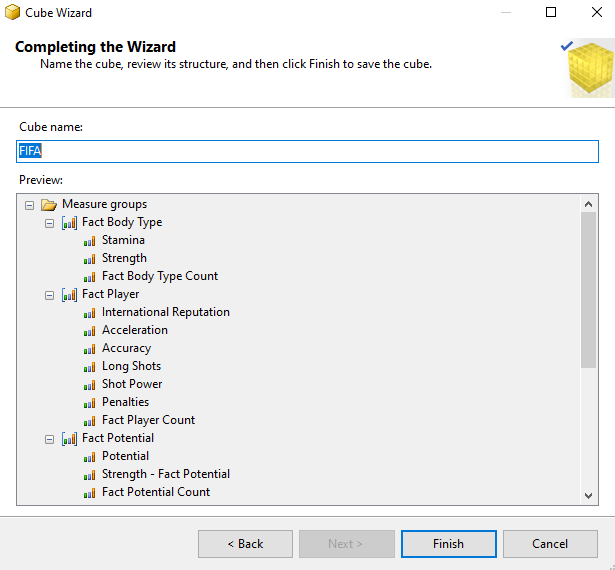 Cube Wizard
Completing the Wizard
Name the cube, review its structure, and then click Finish to save the cube.
Cube name:
FIFA
Preview:
Measure groups
Fact Body Type
Stamina
Strength
Fact Body Type Count
Fact Player
International Reputation
Acceleration
Accuracy
Long Shots
Shot Power
Penalties
Fact Player Count
Fact Potential
Potential
Strength - Fact Potential
Fact Potential Count
< Back Next > Finish Cancel